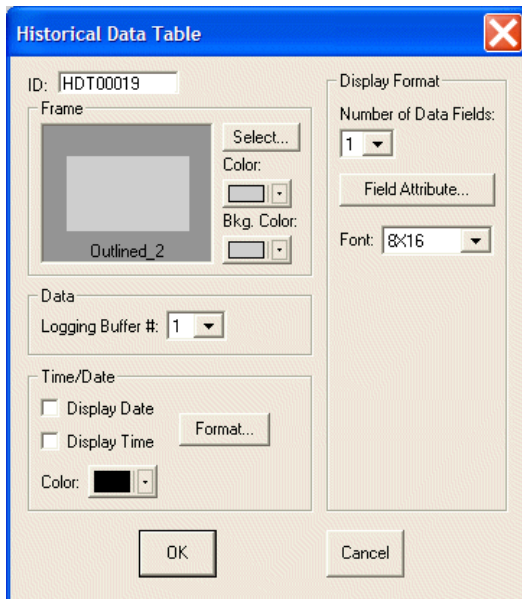 Historical Data Table
ID: HDT00019
Frame
Select...
Color:
Bkg. Color:
Outlined_2
Data
Logging Buffer #: 1
Time/Date
Display Date
Display Time
Format...
Color:
Display Format
Number of Data Fields:
1
Field Attribute...
Font: 8X16
OK
Cancel